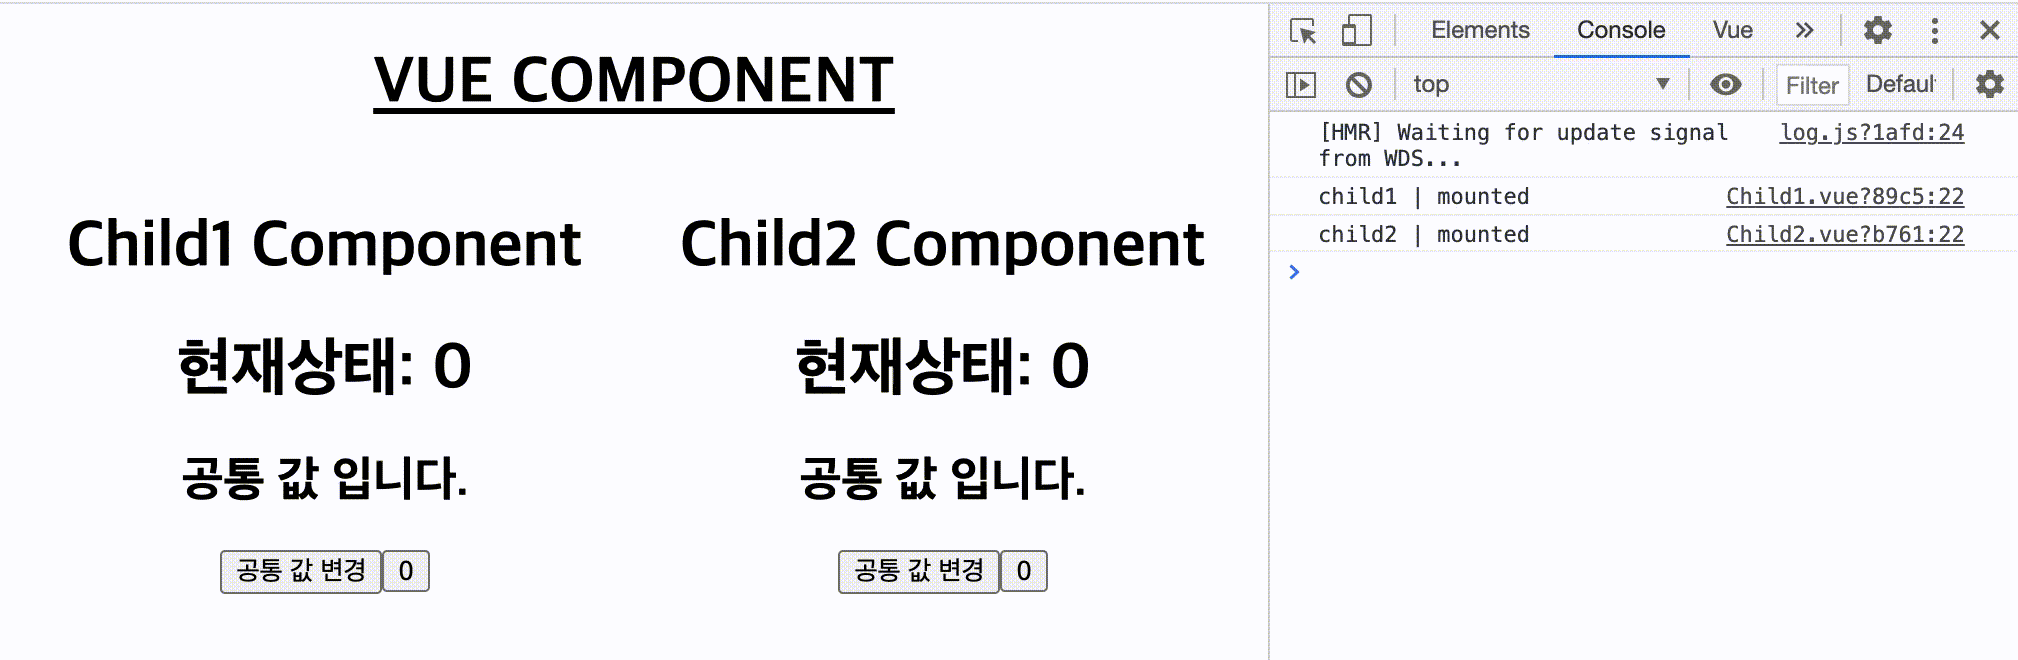 VUE COMPONENT
Child1 Component
현재상태: 0
공통 값 입니다.
공통 값 변경 0
Child2 Component
현재상태: 0
공통 값 입니다.
공통 값 변경 0
Elements Console Vue
top Filter Defaul
[HMR] Waiting for update signal log.js?1afd:24
from WDS...
child1 | mounted Child1.vue?89c5:22
child2 | mounted Child2.vue?b761:22